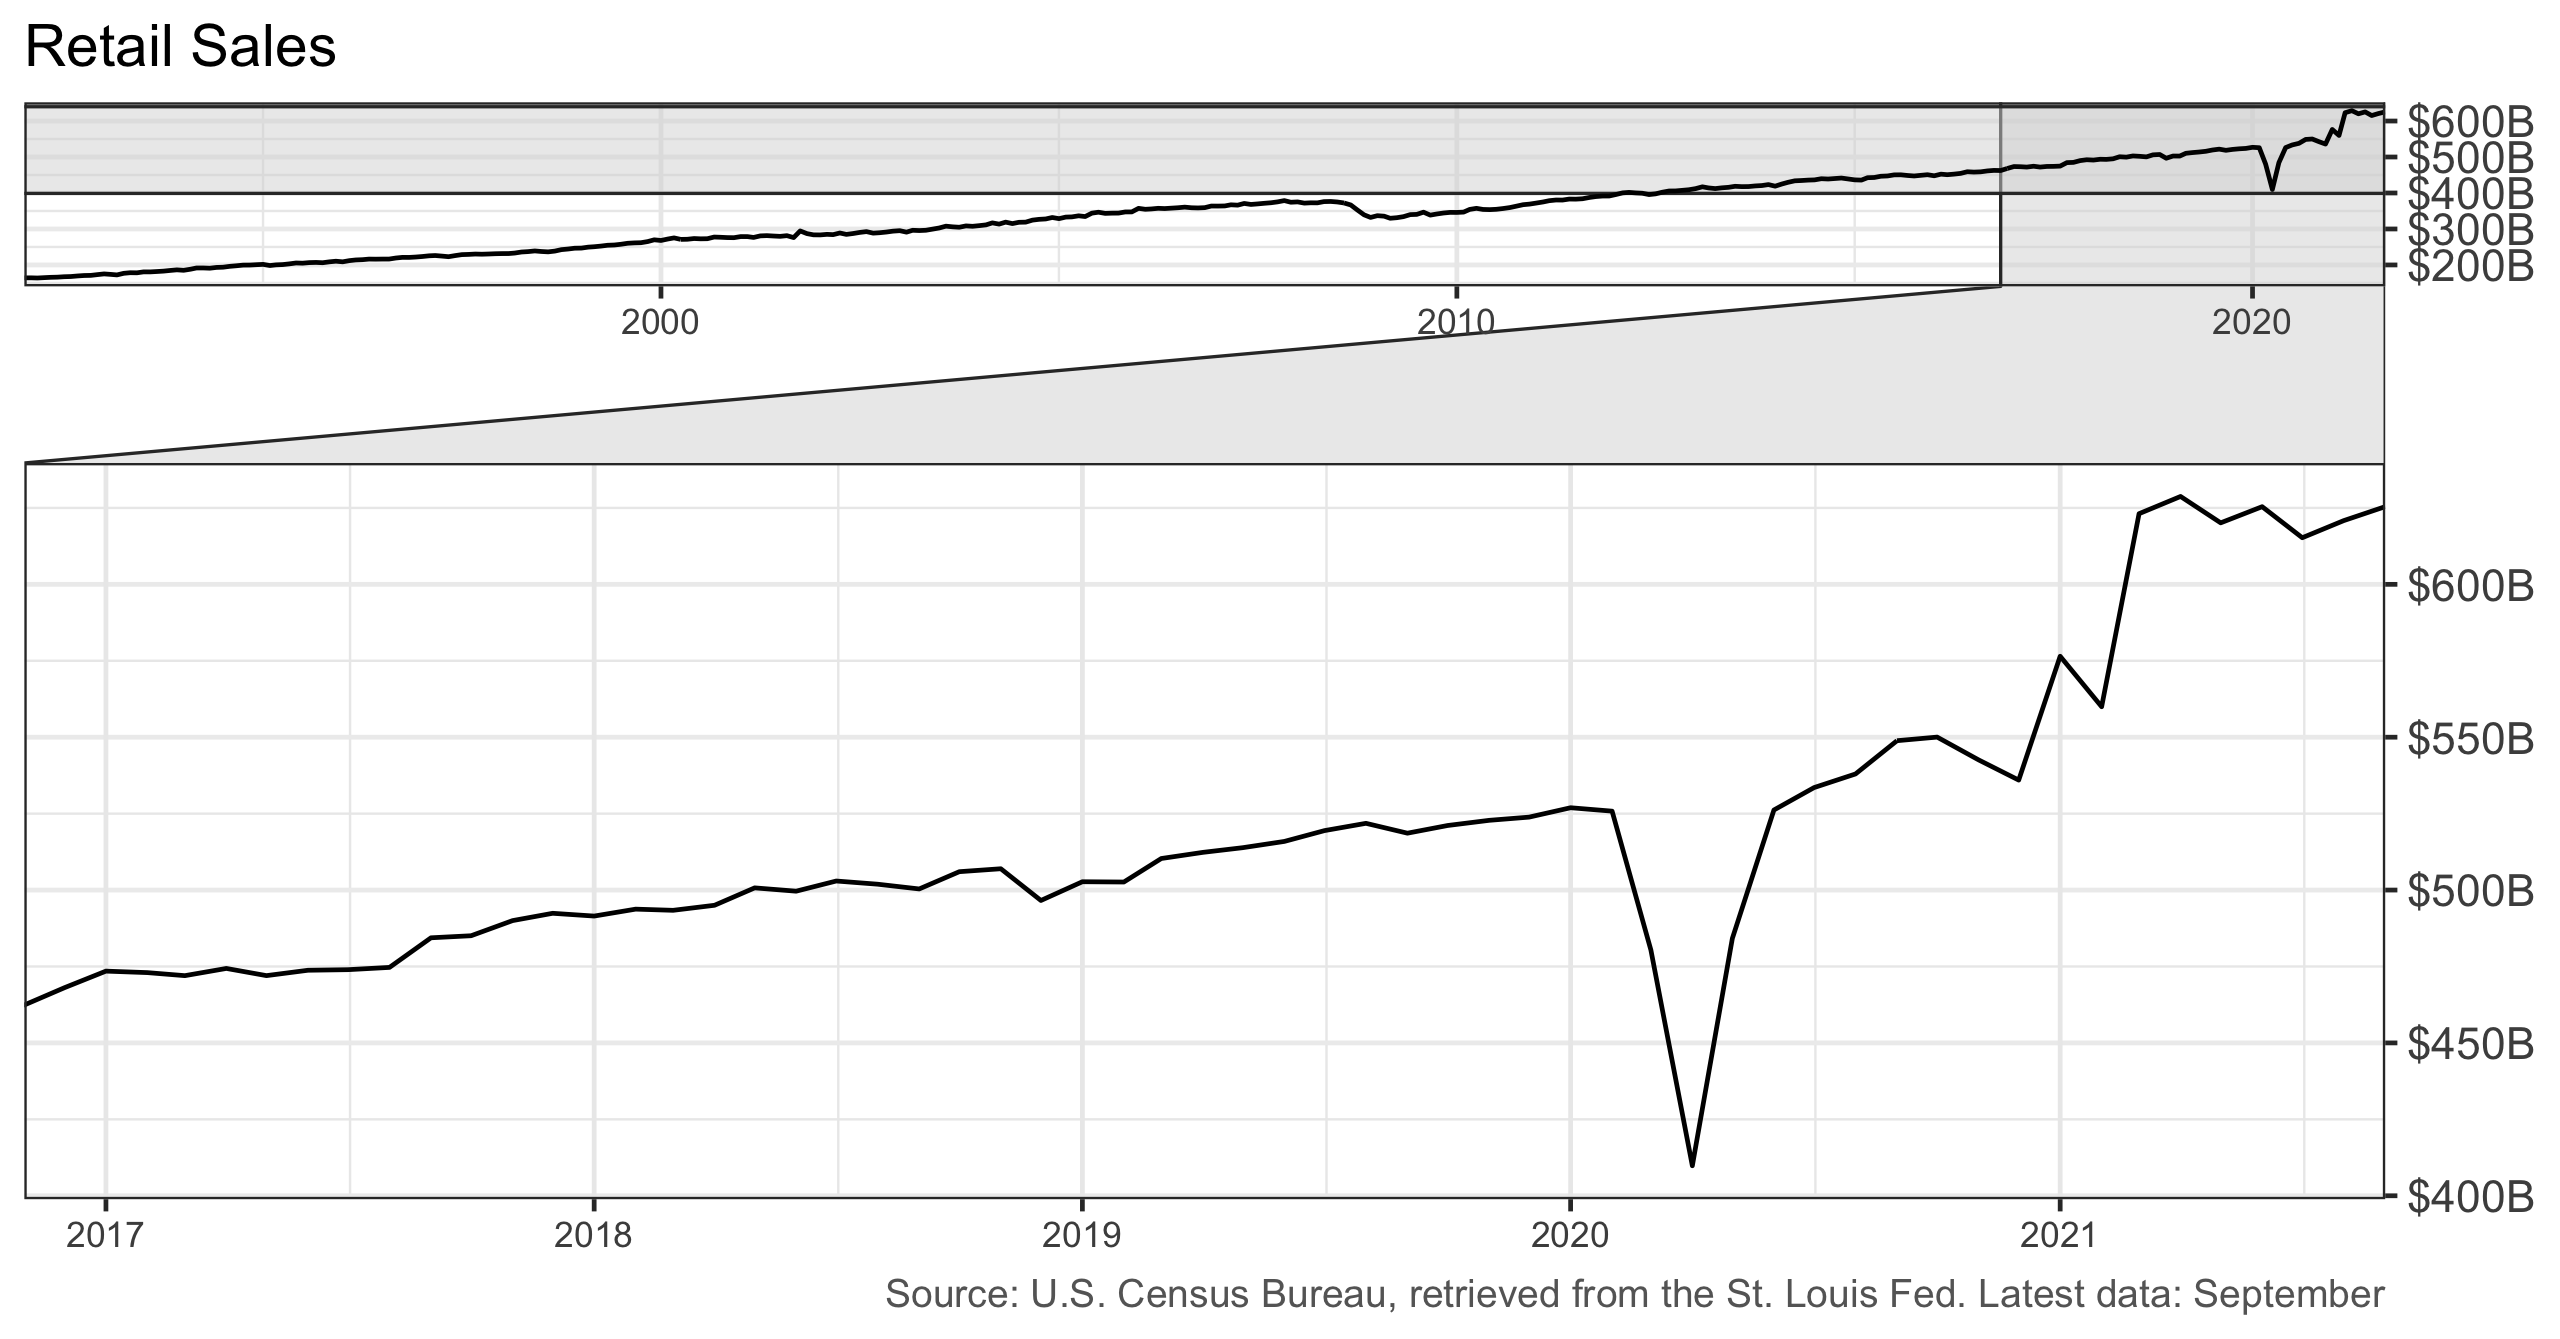 Retail Sales
$600B
$500B
$400B
$300B
$200B
2000 2010 2020
$600B
$550B
$500B
$450B
$400B
2017 2018 2019 2020 2021
Source: U.S. Census Bureau, retrieved from the St. Louis Fed. Latest data: September